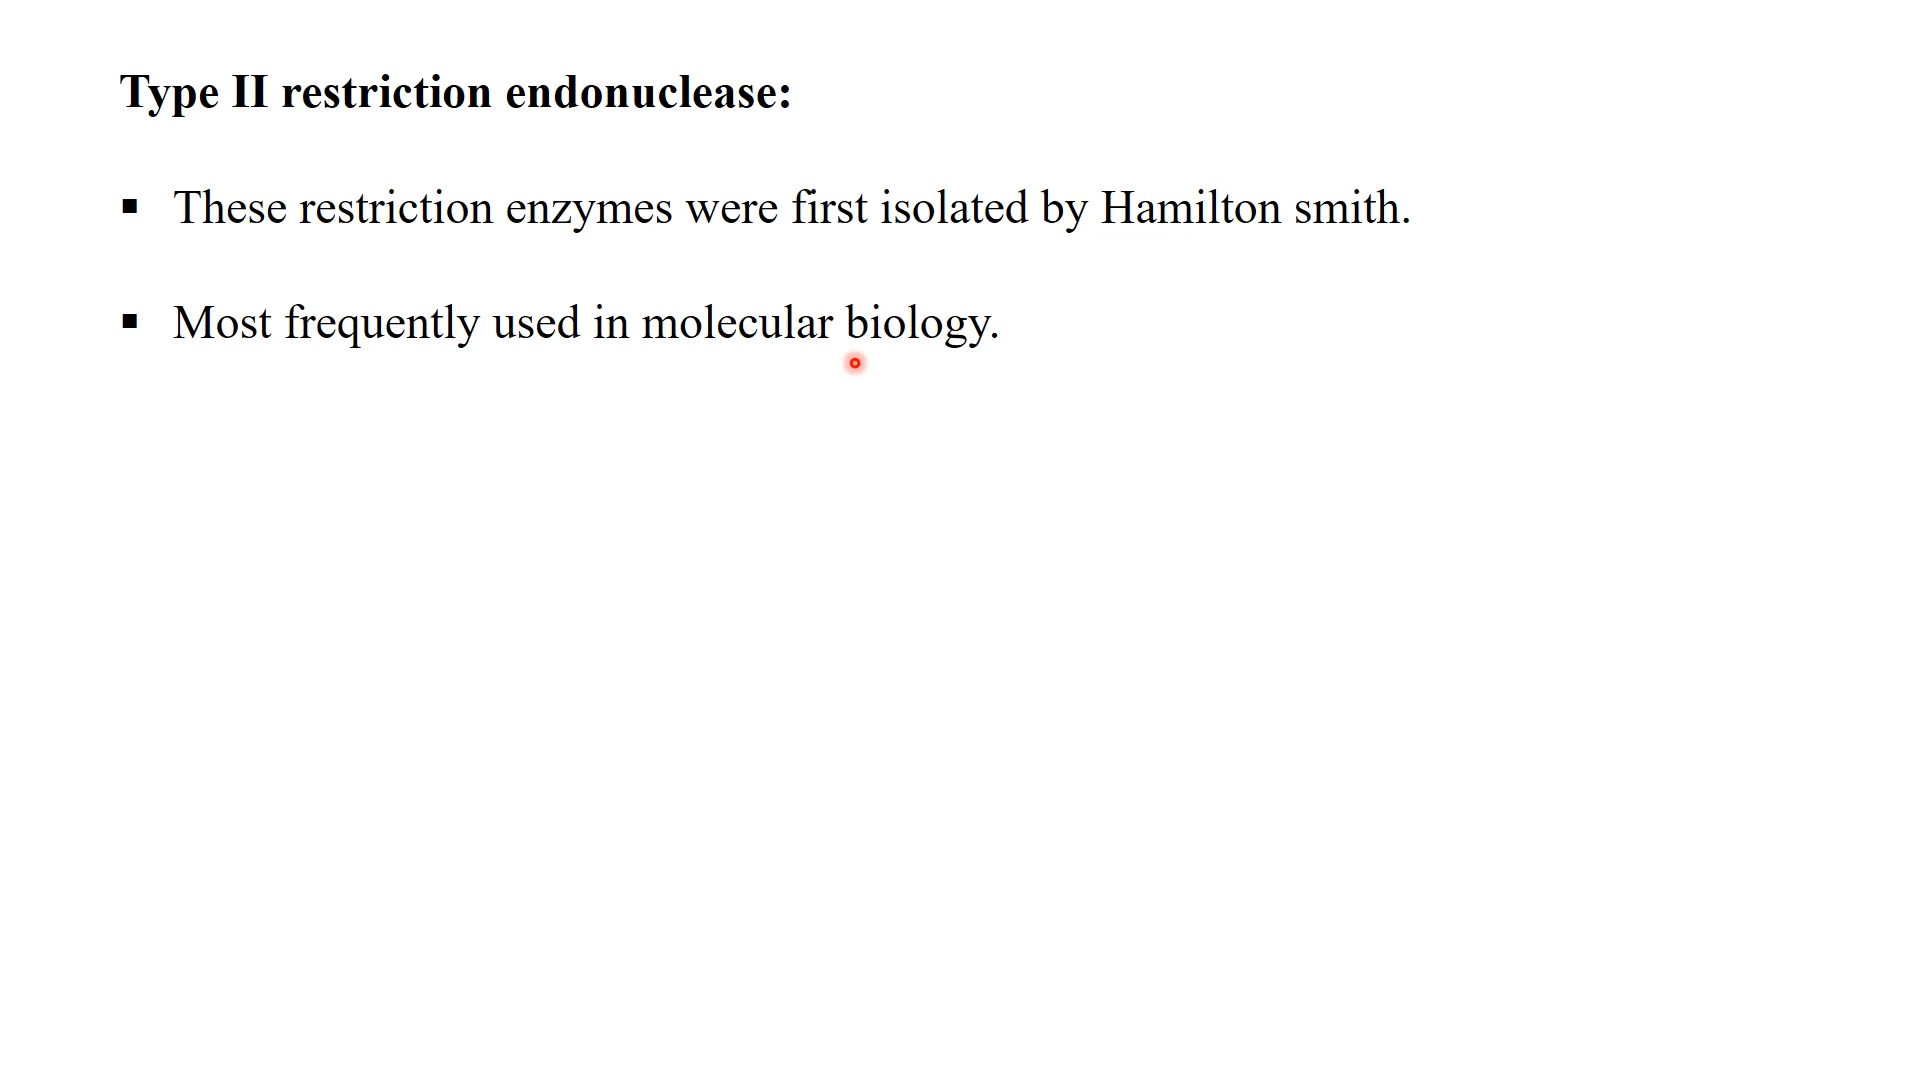 Type II restriction endonuclease:
▪ These restriction enzymes were first isolated by Hamilton smith.
▪ Most frequently used in molecular biology.